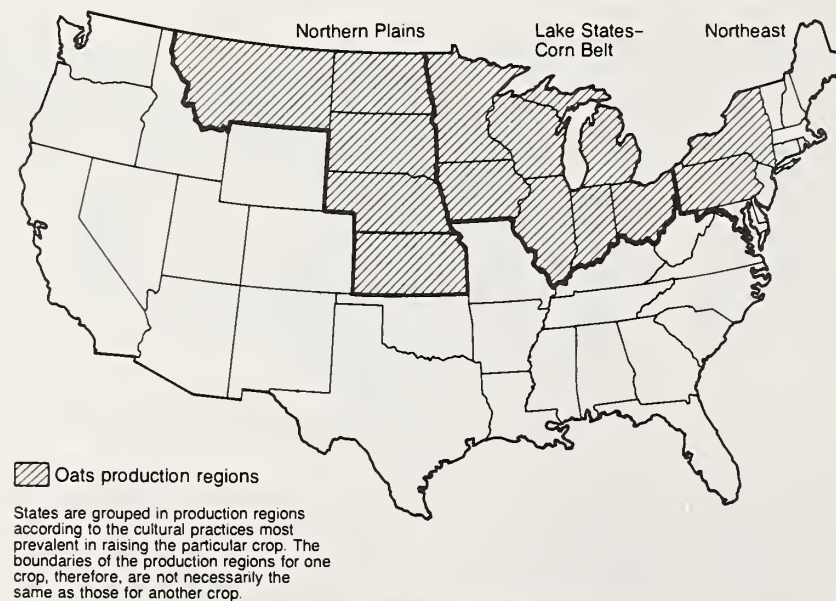 Northern Plains
Lake States–
Corn Belt
Northeast
Oats production regions
States are grouped in production regions
according to the cultural practices most
prevalent in raising the particular crop. The
boundaries of the production regions for one
crop, therefore, are not necessarily the
same as those for another crop.